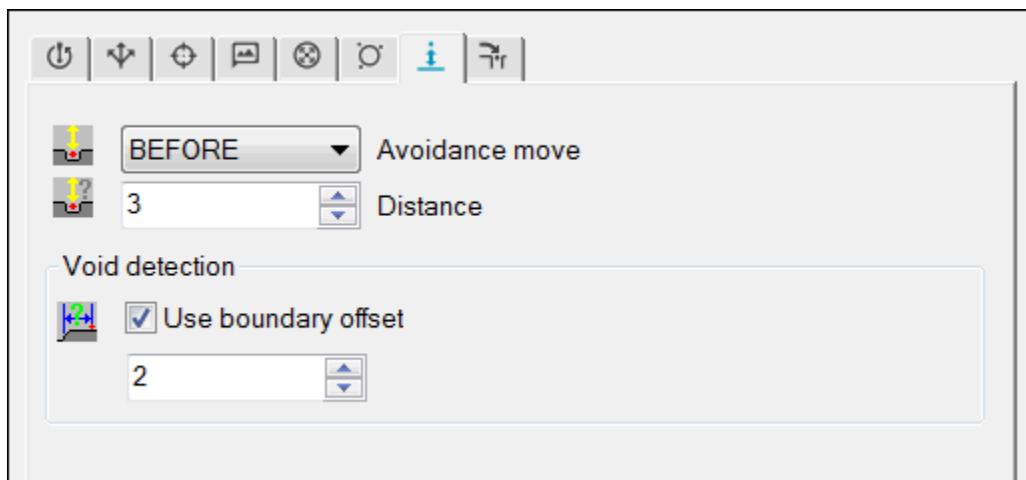 BEFORE Avoidance move
3 Distance
Void detection
Use boundary offset
2